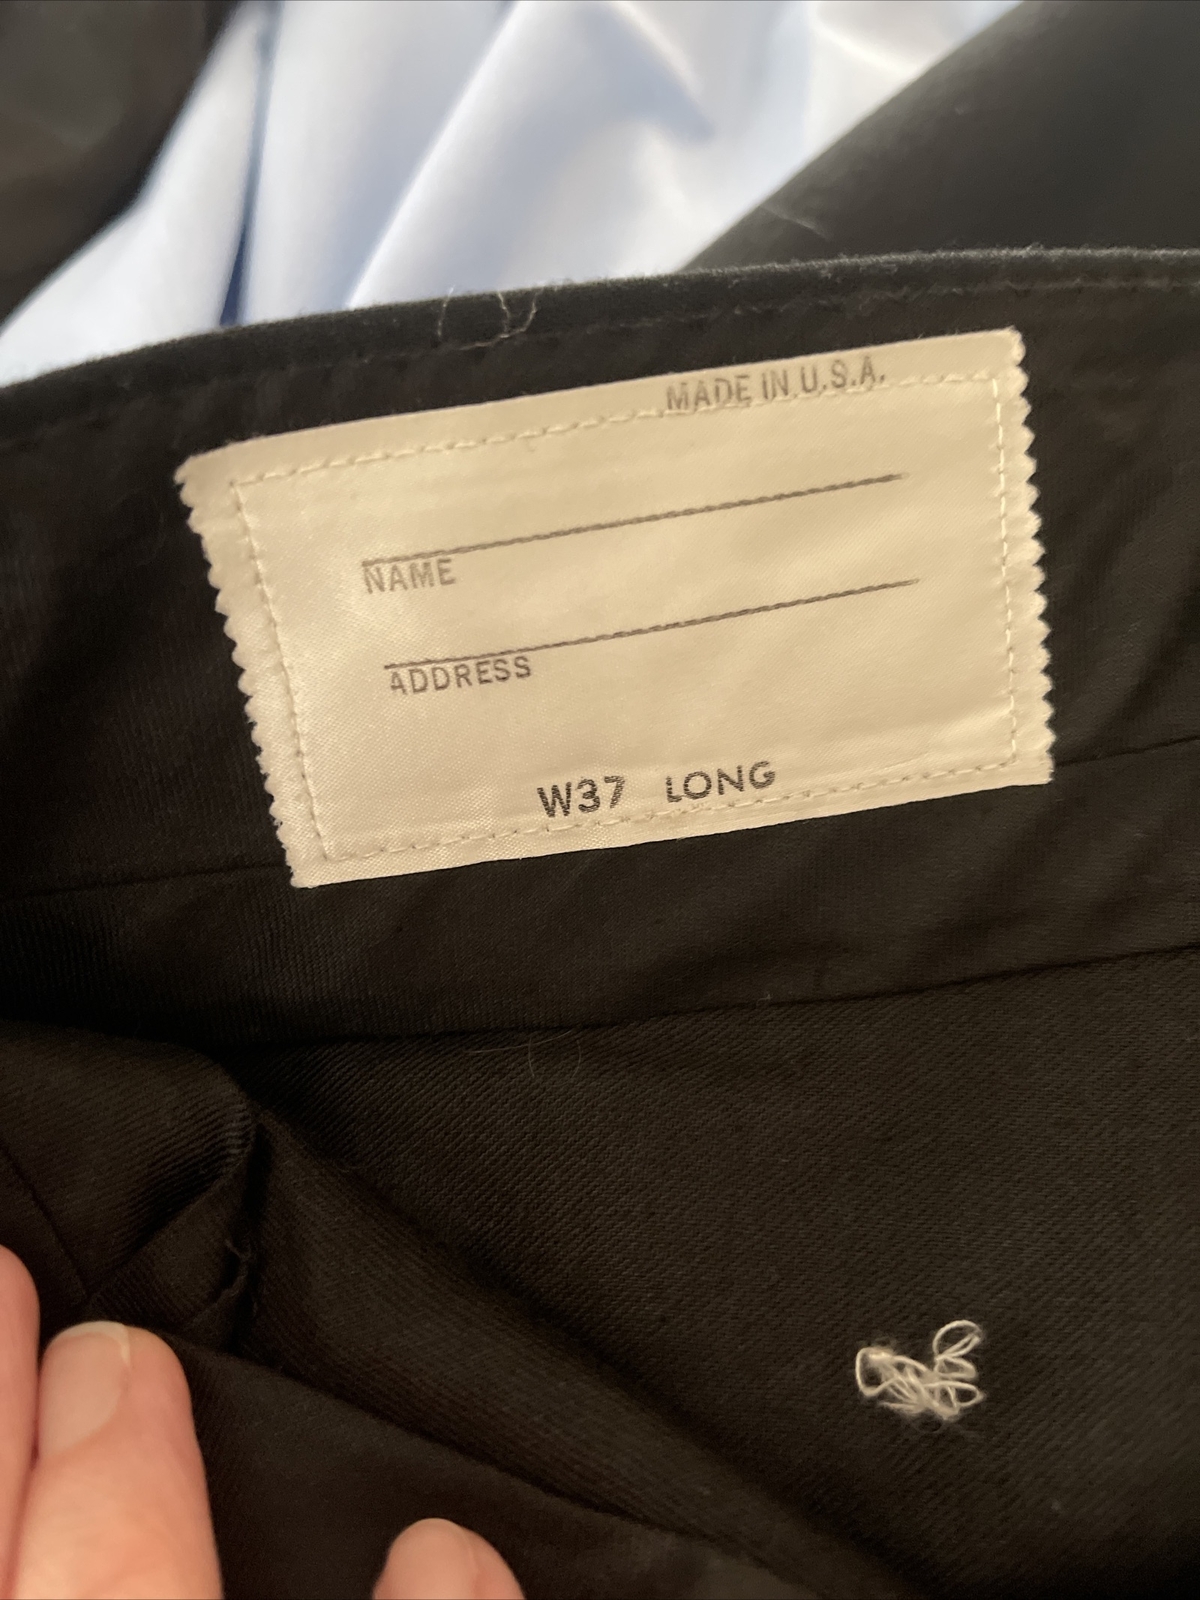 MADE IN U.S.A.
NAME
ADDRESS
W37 LONG